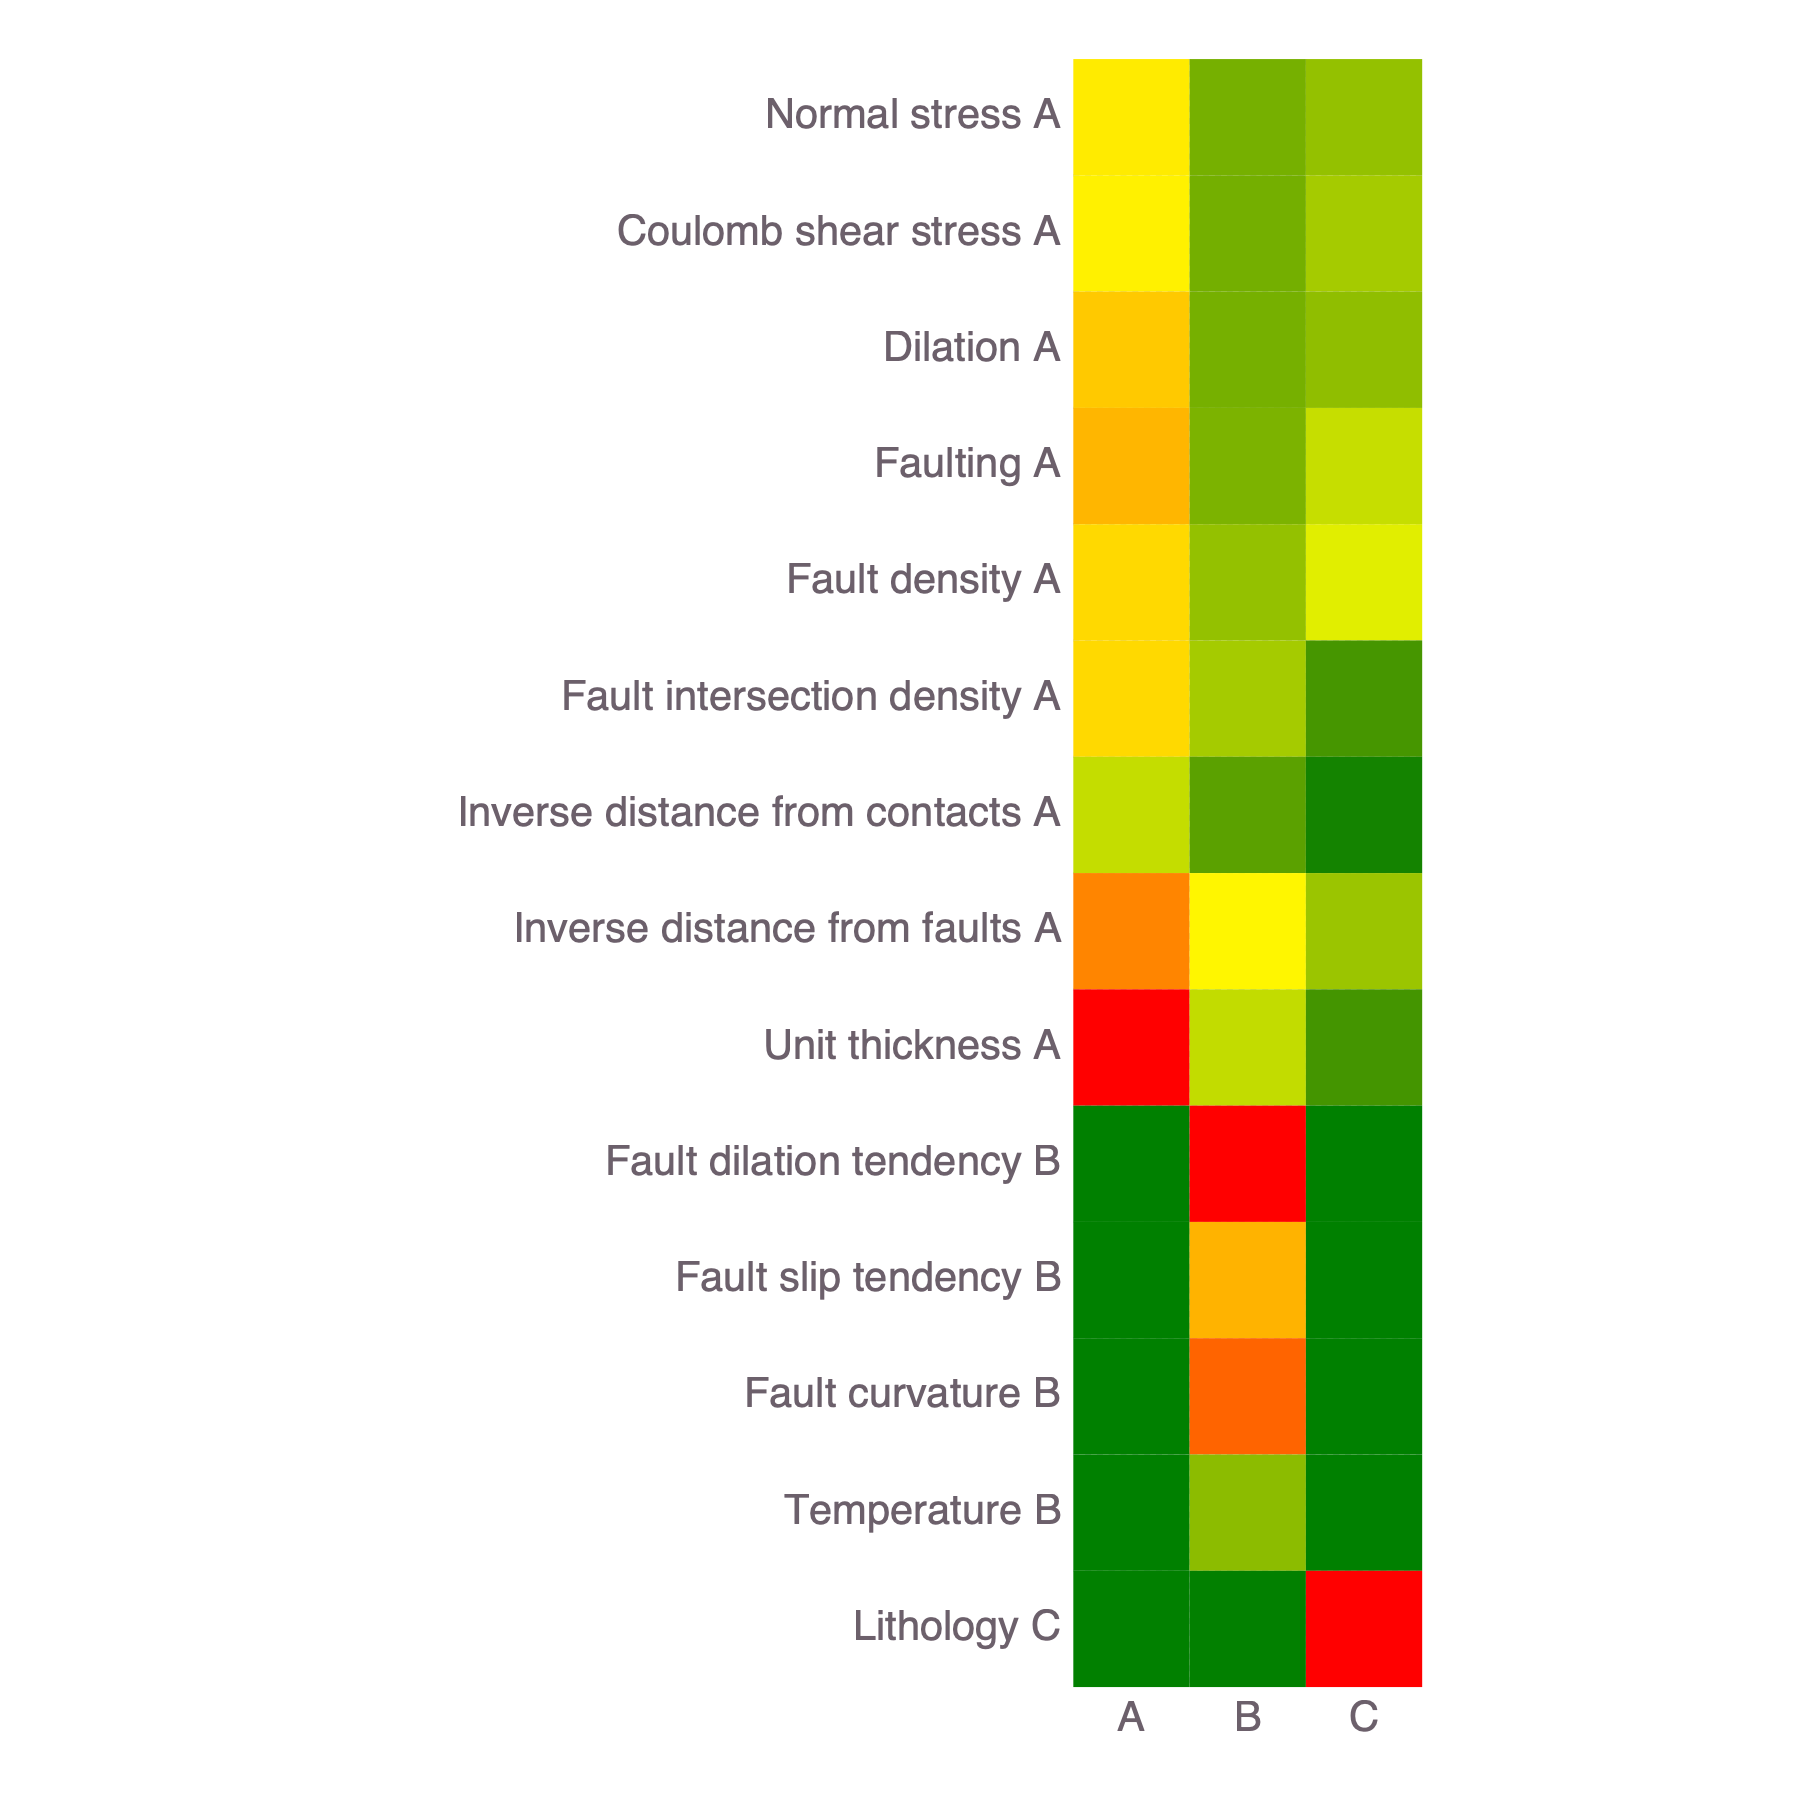 Normal stress A
Coulomb shear stress A
Dilation A
Faulting A
Fault density A
Fault intersection density A
Inverse distance from contacts A
Inverse distance from faults A
Unit thickness A
Fault dilation tendency B
Fault slip tendency B
Fault curvature B
Temperature B
Lithology C
A B C